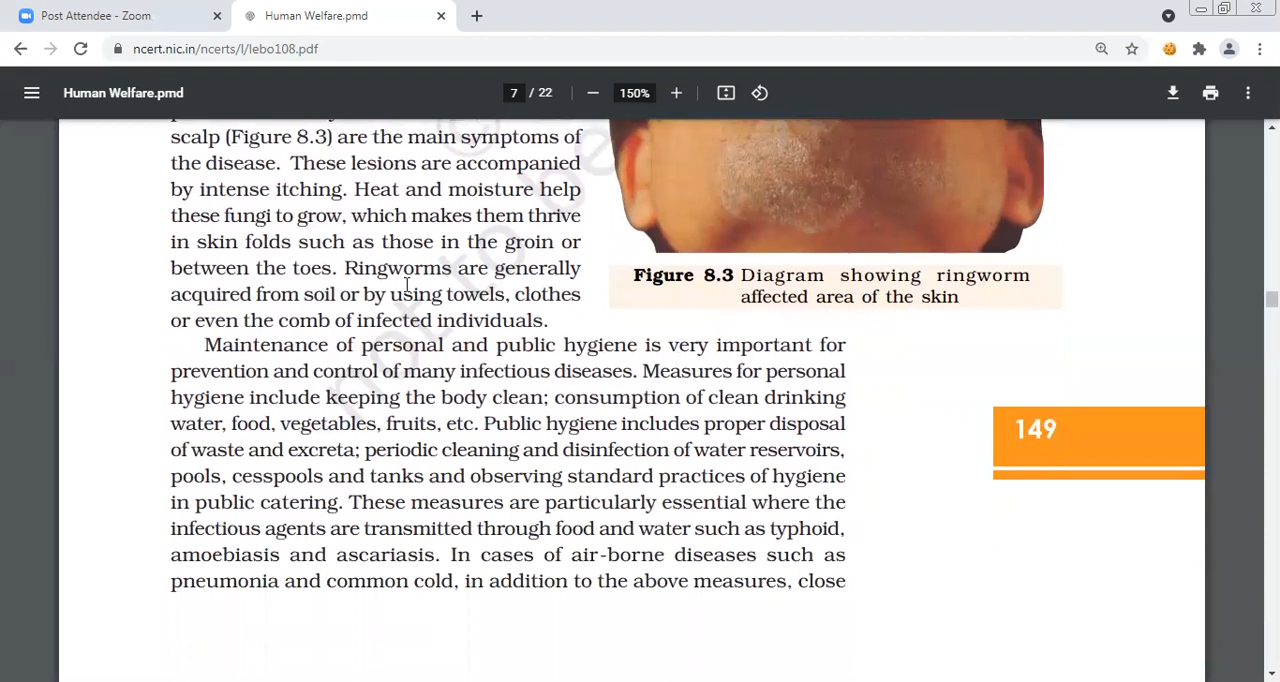 Post Attendee - Zoom
Human Welfare.pmd
ncert.nic.in/ncerts/l/lebo108.pdf
Human Welfare.pmd
7 / 22
150%
scalp (Figure 8.3) are the main symptoms of
the disease. These lesions are accompanied
by intense itching. Heat and moisture help
these fungi to grow, which makes them thrive
in skin folds such as those in the groin or
between the toes. Ringworms are generally
acquired from soil or by using towels, clothes
or even the comb of infected individuals.
Figure 8.3 Diagram showing ringworm
affected area of the skin
Maintenance of personal and public hygiene is very important for
prevention and control of many infectious diseases. Measures for personal
hygiene include keeping the body clean; consumption of clean drinking
water, food, vegetables, fruits, etc. Public hygiene includes proper disposal
of waste and excreta; periodic cleaning and disinfection of water reservoirs,
pools, cesspools and tanks and observing standard practices of hygiene
in public catering. These measures are particularly essential where the
infectious agents are transmitted through food and water such as typhoid,
amoebiasis and ascariasis. In cases of air-borne diseases such as
pneumonia and common cold, in addition to the above measures, close
149
not to be